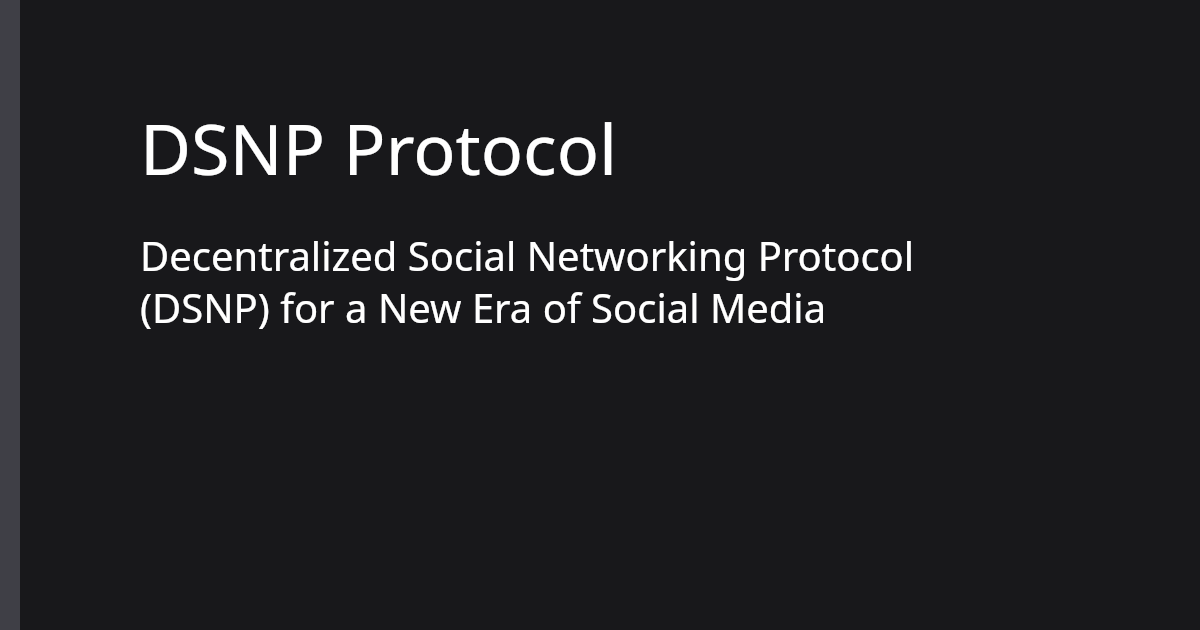 DSNP Protocol
Decentralized Social Networking Protocol
(DSNP) for a New Era of Social Media